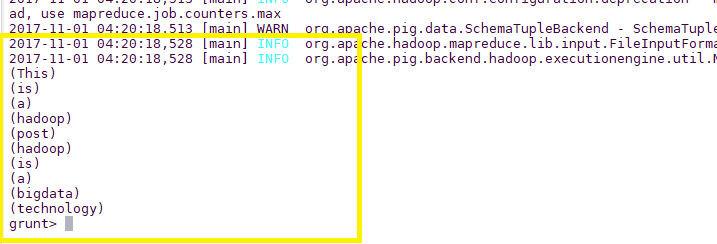 2017-11-01 04:20:18,513 [main] INFO  org.apache.hadoop.conf.Configuration.deprecation - m
ad, use mapreduce.job.counters.max
2017-11-01 04:20:18,513 [main] WARN  org.apache.pig.data.SchemaTupleBackend - SchemaTuple
2017-11-01 04:20:18,528 [main] INFO  org.apache.hadoop.mapreduce.lib.input.FileInputForma
2017-11-01 04:20:18,528 [main] INFO  org.apache.pig.backend.hadoop.executionengine.util.M
(This)
(is)
(a)
(hadoop)
(post)
(hadoop)
(is)
(a)
(bigdata)
(technology)
grunt>